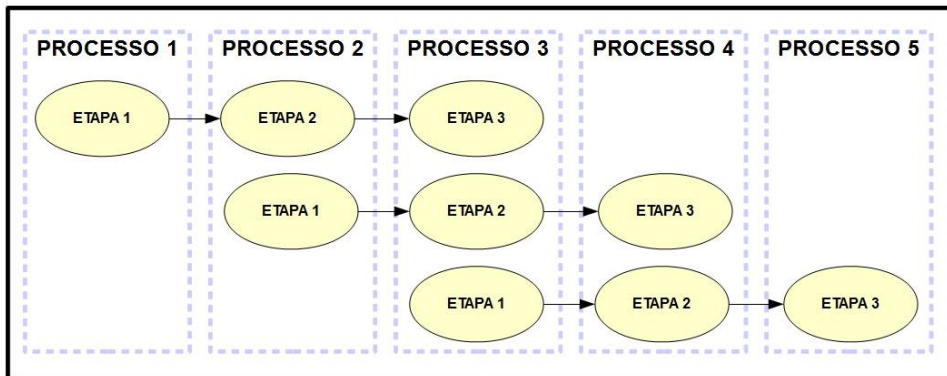 PROCESSO 1
PROCESSO 2
PROCESSO 3
PROCESSO 4
PROCESSO 5
ETAPA 1
ETAPA 2
ETAPA 3
ETAPA 1
ETAPA 2
ETAPA 3
ETAPA 1
ETAPA 2
ETAPA 3